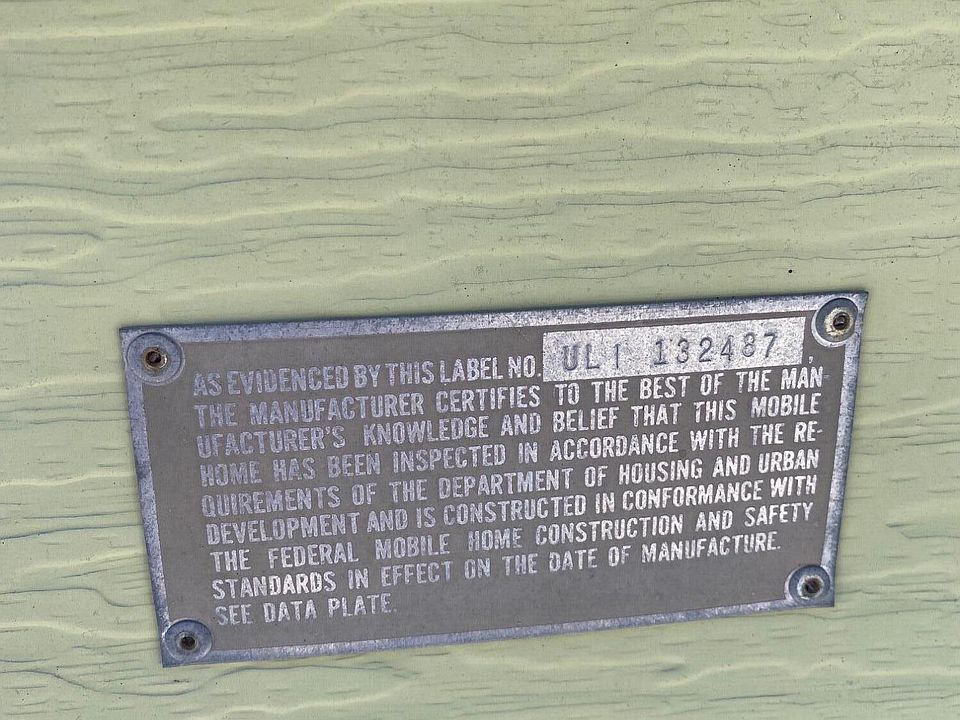 AS EVIDENCED BY THIS LABEL NO. UL1 132487,
THE MANUFACTURER CERTIFIES TO THE BEST OF THE MAN-
UFACTURER'S KNOWLEDGE AND BELIEF THAT THIS MOBILE
HOME HAS BEEN INSPECTED IN ACCORDANCE WITH THE RE-
QUIREMENTS OF THE DEPARTMENT OF HOUSING AND URBAN
DEVELOPMENT AND IS CONSTRUCTED IN CONFORMANCE WITH
THE FEDERAL MOBILE HOME CONSTRUCTION AND SAFETY
STANDARDS IN EFFECT ON THE DATE OF MANUFACTURE.
SEE DATA PLATE.